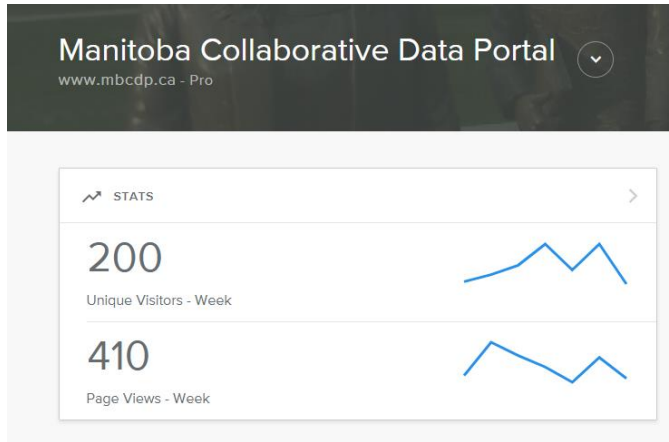 Manitoba Collaborative Data Portal
www.mbcdp.ca - Pro
STATS
200
Unique Visitors - Week
410
Page Views - Week